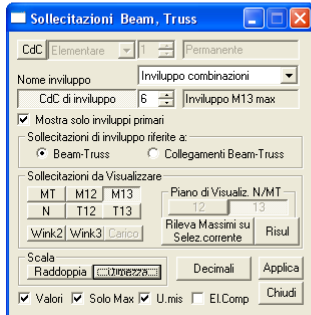 Sollecitazioni Beam, Truss
CdC Elementare 1 Permanente
Nome inviluppo Inviluppo combinazioni
CdC di inviluppo 6 Inviluppo M13 max
Mostra solo inviluppi primari
Sollecitazioni di inviluppo riferite a:
Beam-Truss Collegamenti Beam-Truss
Sollecitazioni da Visualizzare
MT M12 M13 Piano di Visualiz. N/MT
N T12 T13 12 13
Wink2 Wink3 Carico Rileva Massimi su Selez.corrente Risul
Scala
Raddoppia Dimezza Decimali Applica
Valori Solo Max U.mis El.Comp Chiudi